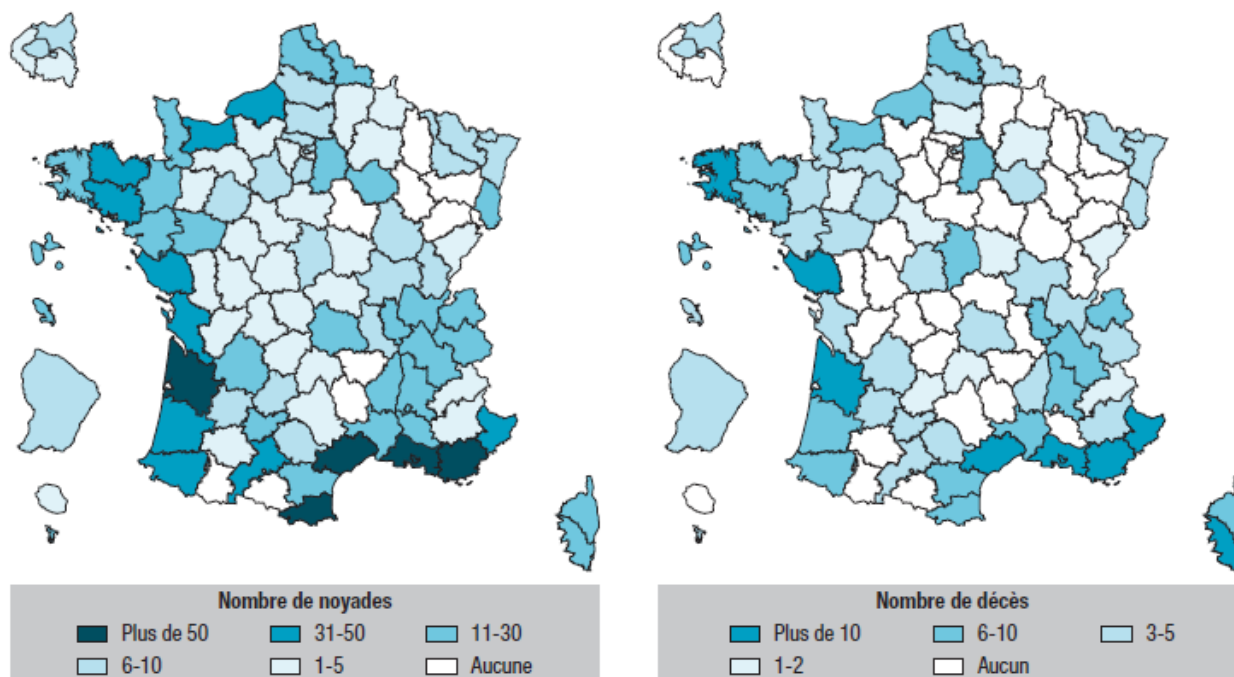 Nombre de noyades
Plus de 50 31-50 11-30
6-10 1-5 Aucune
Nombre de décès
Plus de 10 6-10 3-5
1-2 Aucun